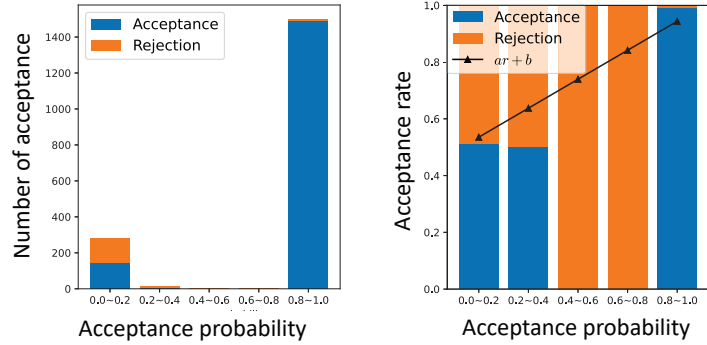 Acceptance
Rejection
Number of acceptance
1400
1200
1000
800
600
400
200
0
0.0~0.2 0.2~0.4 0.4~0.6 0.6~0.8 0.8~1.0
Acceptance probability
Acceptance
Rejection
ar + b
Acceptance rate
1.0
0.8
0.6
0.4
0.2
0.0
0.0~0.2 0.2~0.4 0.4~0.6 0.6~0.8 0.8~1.0
Acceptance probability